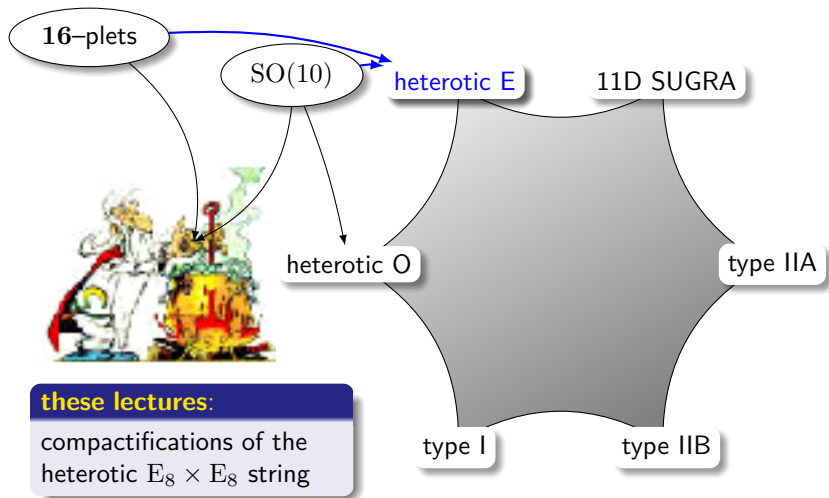 16–plets
SO(10)
heterotic E
11D SUGRA
heterotic O
type IIA
type I
type IIB
these lectures:
compactifications of the
heterotic E₈ × E₈ string